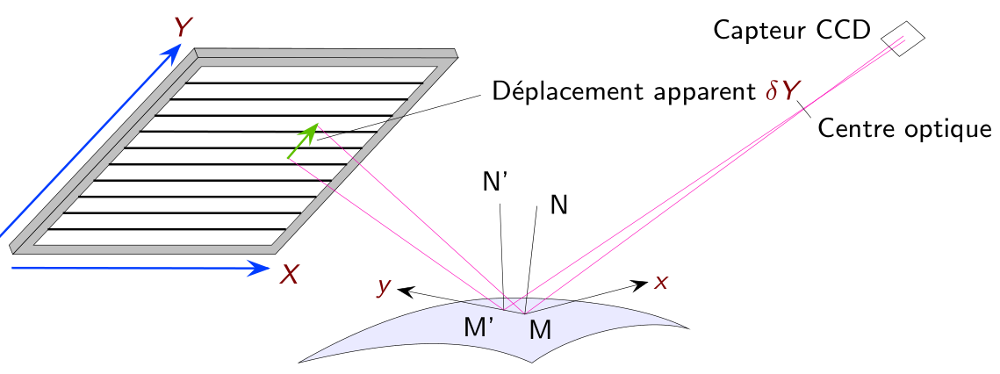 Y
Capteur CCD
Déplacement apparent δY
Centre optique
N'
N
X
y
x
M'
M